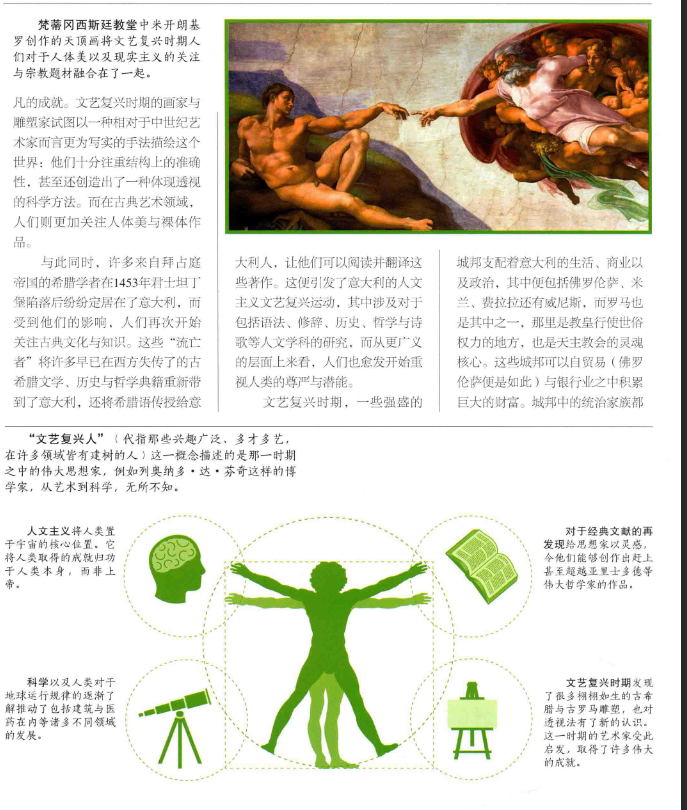 梵蒂冈西斯廷教堂中米开朗基
罗创作的天顶画将文艺复兴时期人
们对于人体美以及现实主义的关注
与宗教题材融合在了一起。
凡的成就。文艺复兴时期的画家与
雕塑家试图以一种相对于中世纪艺
术家而言更为写实的手法描绘这个
世界：他们十分注重结构上的准确
性，甚至还创造出了一种体现透视
的科学方法。而在古典艺术领域，
人们则更加关注人体美与裸体作
品。
与此同时，许多来自拜占庭
帝国的希腊学者在1453年君士坦丁
堡陷落后纷纷定居在了意大利，而
受到他们的影响，人们再次开始
关注古典文化与知识。这些“流亡
者”将许多早已在西方失传了的古
希腊文学、历史与哲学典籍重新带
到了意大利，还将希腊语传授给意
大利人，让他们可以阅读并翻译这
些著作。这便引发了意大利的人文
主义文艺复兴运动，其中涉及对于
包括语法、修辞、历史、哲学与诗
歌等人文学科的研究，而从更广义
的层面上来看，人们也愈发开始重
视人类的尊严与潜能。
文艺复兴时期，一些强盛的
城邦支配着意大利的生活、商业以
及政治，其中便包括佛罗伦萨、米
兰、费拉拉还有威尼斯，而罗马也
是其中之一，那里是教皇行使世俗
权力的地方，也是天主教会的灵魂
核心。这些城邦可以自贸易（佛罗
伦萨便是如此）与银行业之中积累
巨大的财富。城邦中的统治家族都
“文艺复兴人”（代指那些兴趣广泛、多才多艺，
在许多领域皆有建树的人）这一概念描述的是那一时期
之中的伟大思想家，例如列奥纳多·达·芬奇这样的博
学家，从艺术到科学，无所不知。
人文主义将人类置
于宇宙的核心位置。它
将人类取得的成就归功
于人类本身，而非上
帝。
对于经典文献的再
发现给思想家以灵感，
令他们能够创作出赶上
甚至超越亚里士多德等
伟大哲学家的作品。
科学以及人类对于
地球运行规律的逐渐了
解推动了包括建筑与医
药在内等诸多不同领域
的发展。
文艺复兴时期发现
了很多栩栩如生的古希
腊与古罗马雕塑，也对
透视法有了新的认识。
这一时期的艺术家受此
启发，取得了许多伟大
的成就。